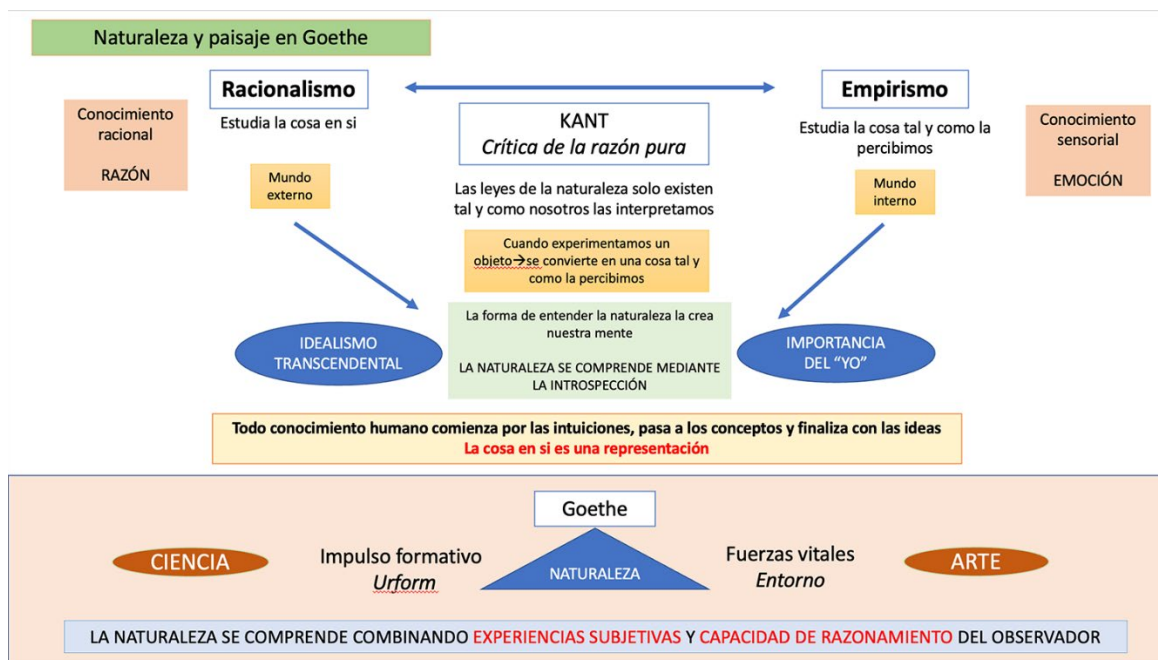 Naturaleza y paisaje en Goethe
Racionalismo
Empirismo
Conocimiento
racional
RAZÓN
Estudia la cosa en si
KANT
Crítica de la razón pura
Estudia la cosa tal y como la
percibimos
Conocimiento
sensorial
EMOCIÓN
Mundo
externo
Las leyes de la naturaleza solo existen
tal y como nosotros las interpretamos
Mundo
interno
Cuando experimentamos un
objeto→se convierte en una cosa tal y
como la percibimos
IDEALISMO
TRANSCENDENTAL
La forma de entender la naturaleza la crea
nuestra mente
LA NATURALEZA SE COMPRENDE MEDIANTE
LA INTROSPECCIÓN
IMPORTANCIA
DEL “YO”
Todo conocimiento humano comienza por las intuiciones, pasa a los conceptos y finaliza con las ideas
La cosa en si es una representación
Goethe
CIENCIA
Impulso formativo
Urform
NATURALEZA
Fuerzas vitales
Entorno
ARTE
LA NATURALEZA SE COMPRENDE COMBINANDO EXPERIENCIAS SUBJETIVAS Y CAPACIDAD DE RAZONAMIENTO DEL OBSERVADOR